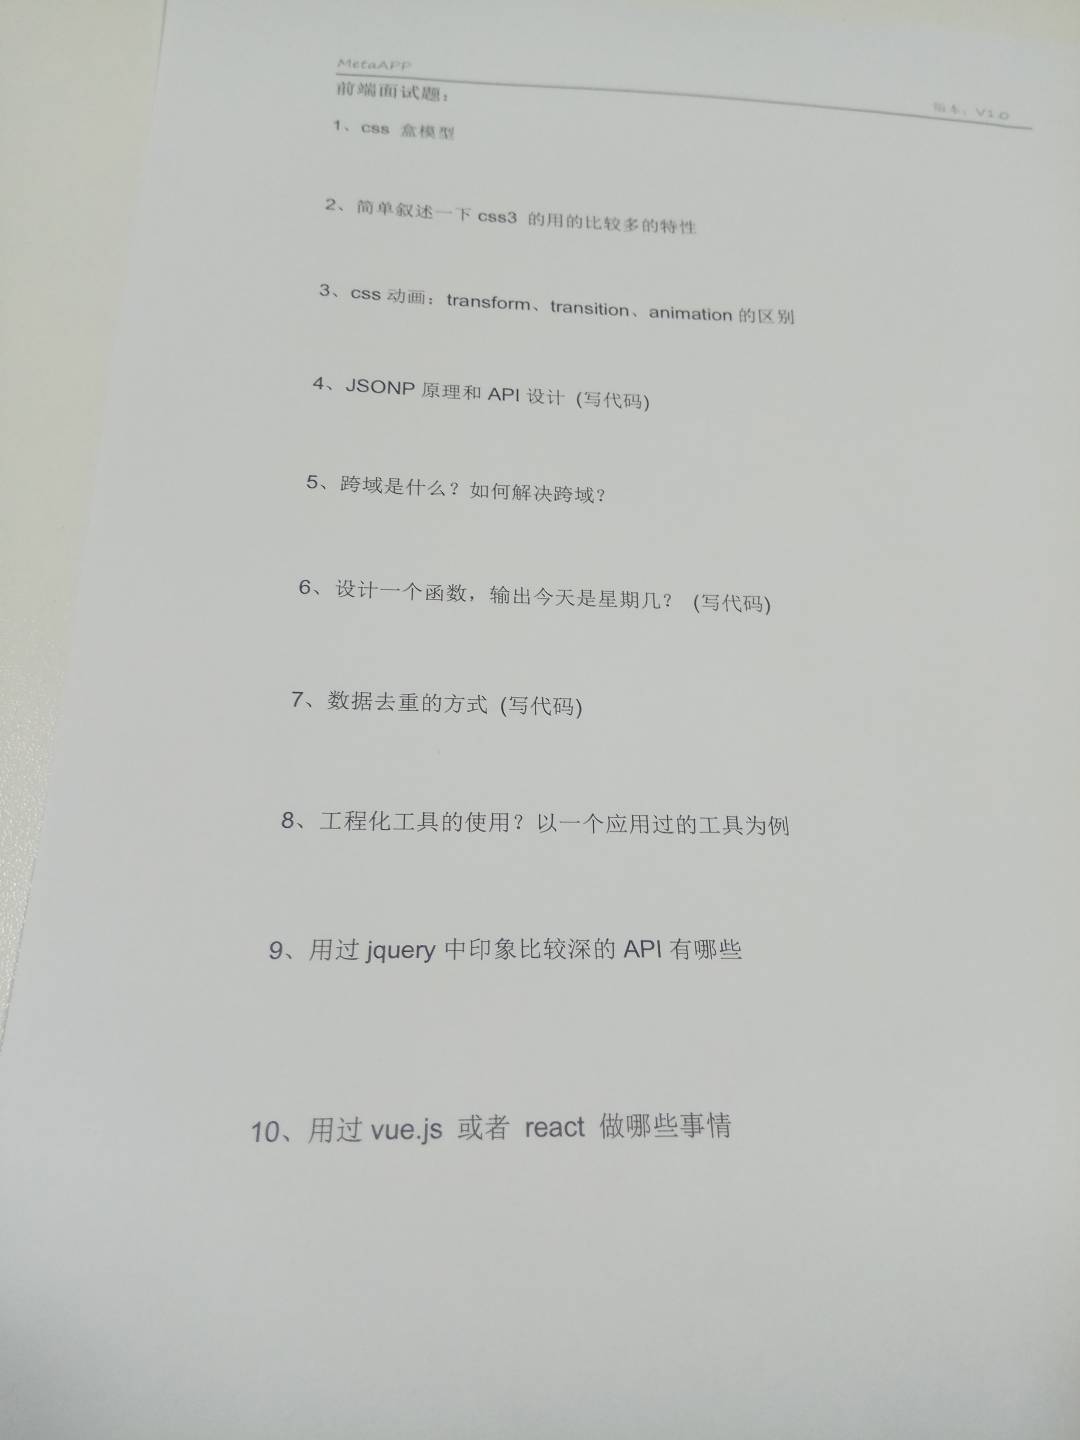 MetaAPP
版本：V1.0
前端面试题：
1、css 盒模型
2、简单叙述一下 css3 的用的比较多的特性
3、css 动画：transform、transition、animation 的区别
4、JSONP 原理和 API 设计 (写代码)
5、跨域是什么？如何解决跨域？
6、设计一个函数，输出今天是星期几？ (写代码)
7、数据去重的方式 (写代码)
8、工程化工具的使用？以一个应用过的工具为例
9、用过 jquery 中印象比较深的 API 有哪些
10、用过 vue.js 或者 react 做哪些事情